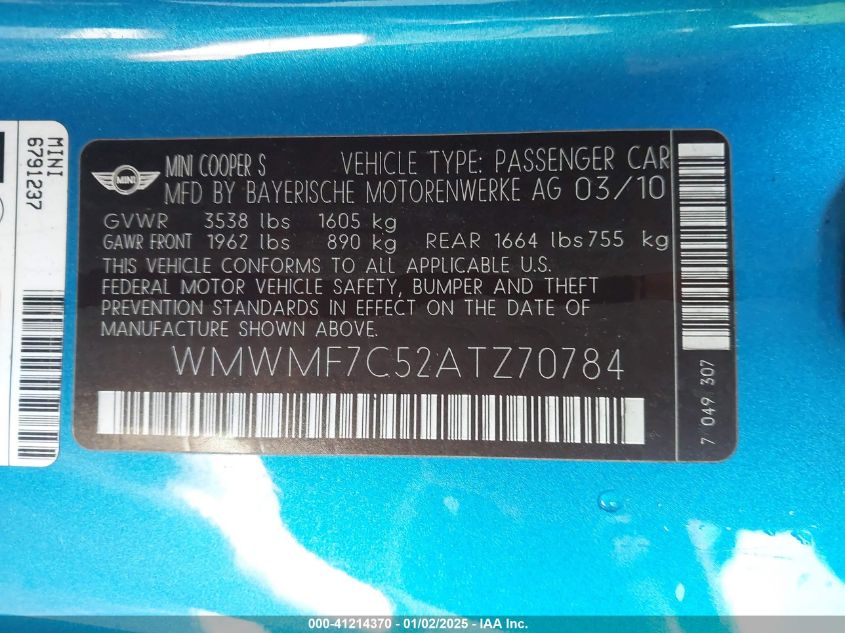 MINI
6791237
MINI
MINI COOPER S VEHICLE TYPE: PASSENGER CAR
MFD BY BAYERISCHE MOTORENWERKE AG 03/10
GVWR 3538 lbs 1605 kg
GAWR FRONT 1962 lbs 890 kg REAR 1664 lbs 755 kg
THIS VEHICLE CONFORMS TO ALL APPLICABLE U.S.
FEDERAL MOTOR VEHICLE SAFETY, BUMPER AND THEFT
PREVENTION STANDARDS IN EFFECT ON THE DATE OF
MANUFACTURE SHOWN ABOVE.
WMWMF7C52ATZ70784
7 049 307
000-41214370 - 01/02/2025 - IAA Inc.